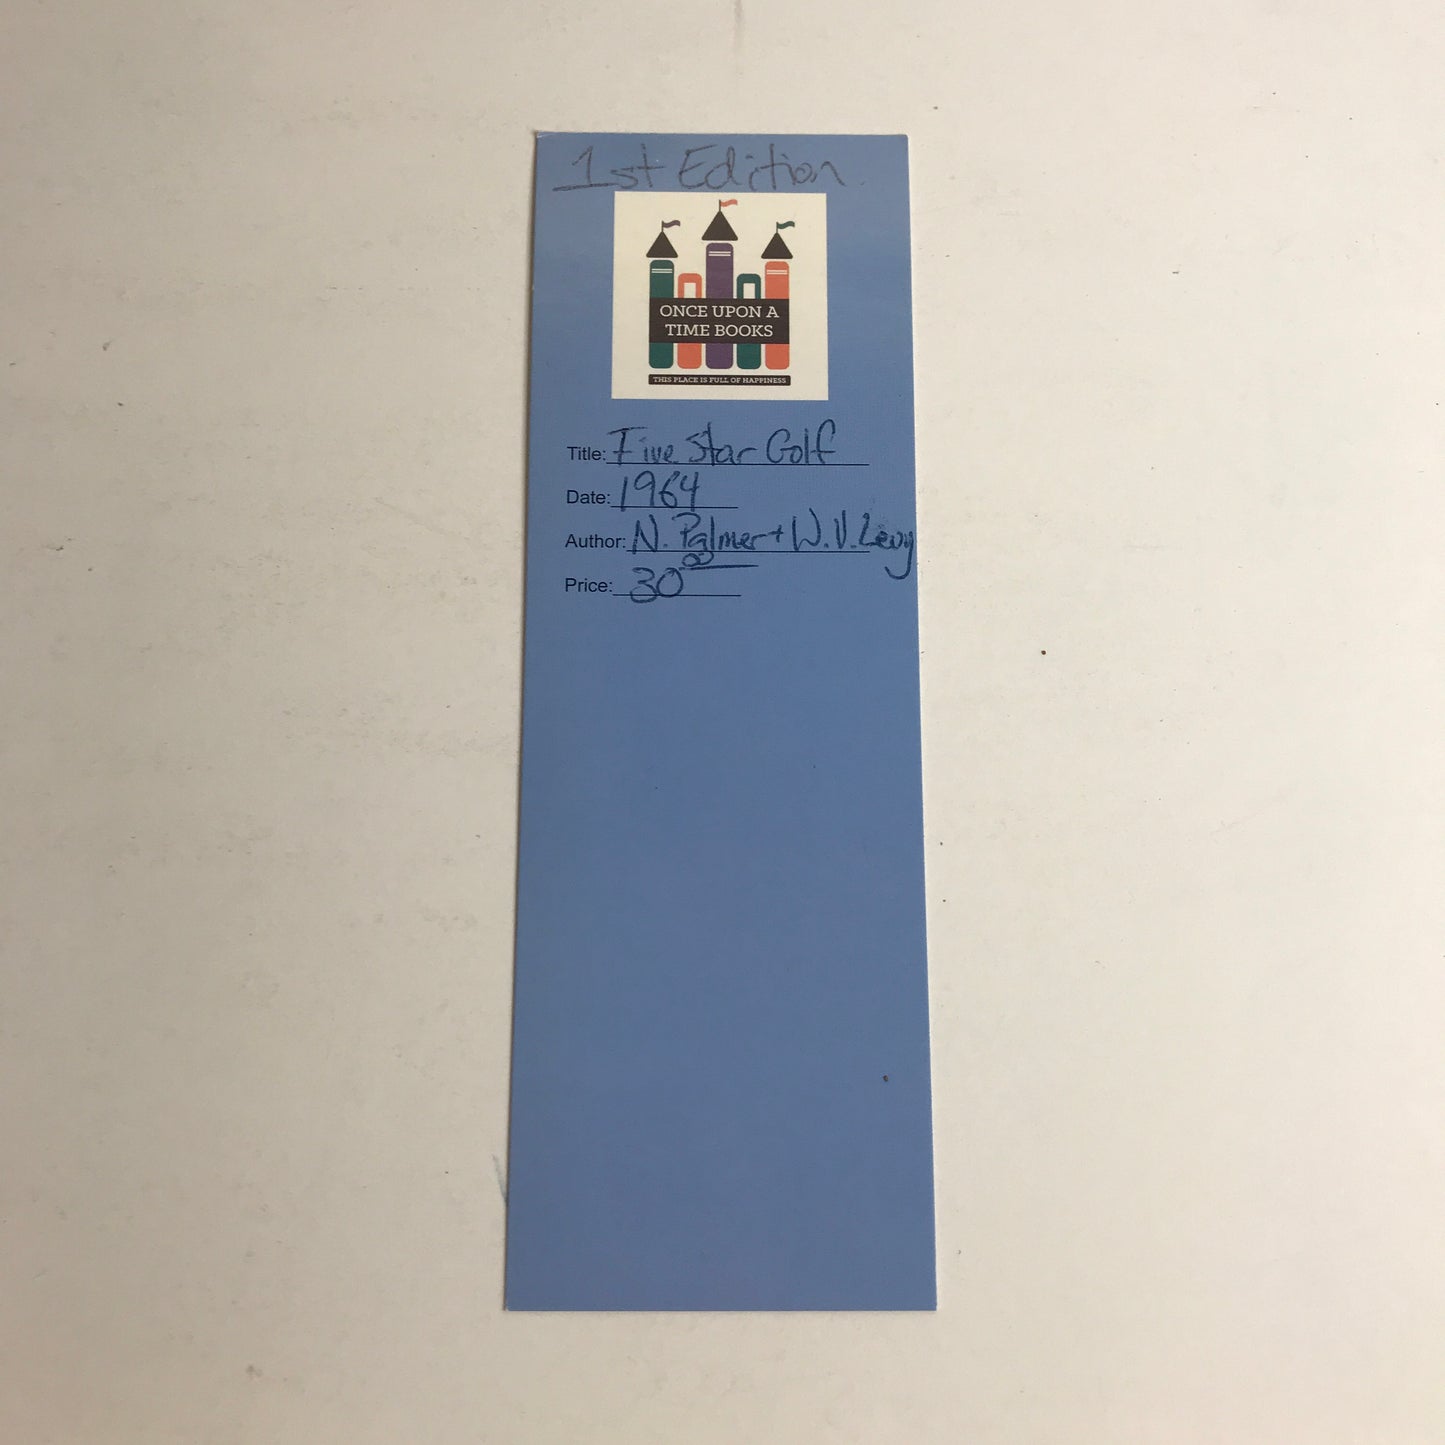 1st Edition
ONCE UPON A
TIME BOOKS
THIS PLACE IS FULL OF HAPPINESS
Title: Five Star Golf
Date: 1964
Author: N. Palmer + W.V. Levy
Price: 30 00